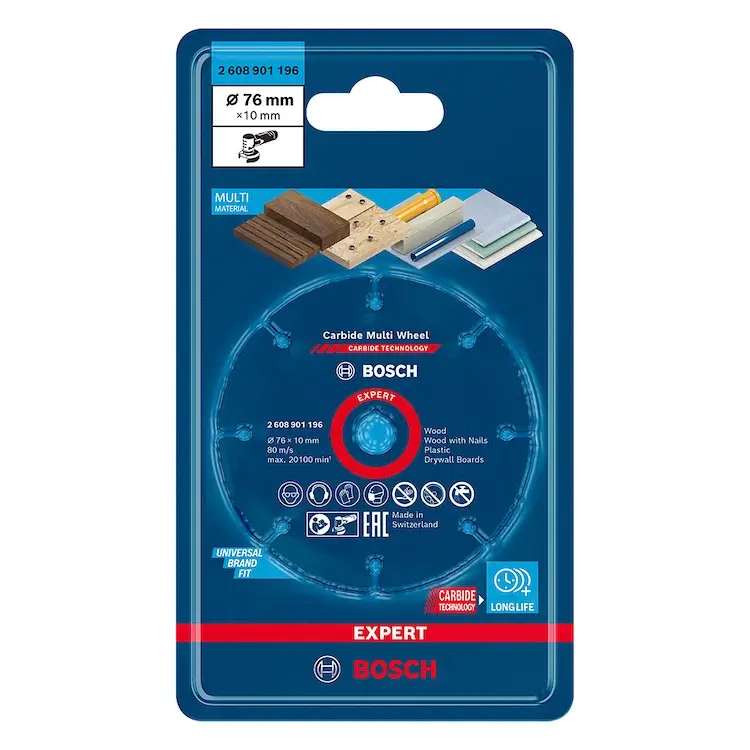 2 608 901 196
Ø 76 mm
×10 mm
MULTI
MATERIAL
Carbide Multi Wheel
CARBIDE TECHNOLOGY
BOSCH
EXPERT
2 608 901 196
Ø 76 × 10 mm
80 m/s
max. 20100 min¹
Wood
Wood with Nails
Plastic
Drywall Boards
EAC
Made in
Switzerland
UNIVERSAL
BRAND
FIT
CARBIDE
TECHNOLOGY
LONG LIFE
EXPERT
BOSCH